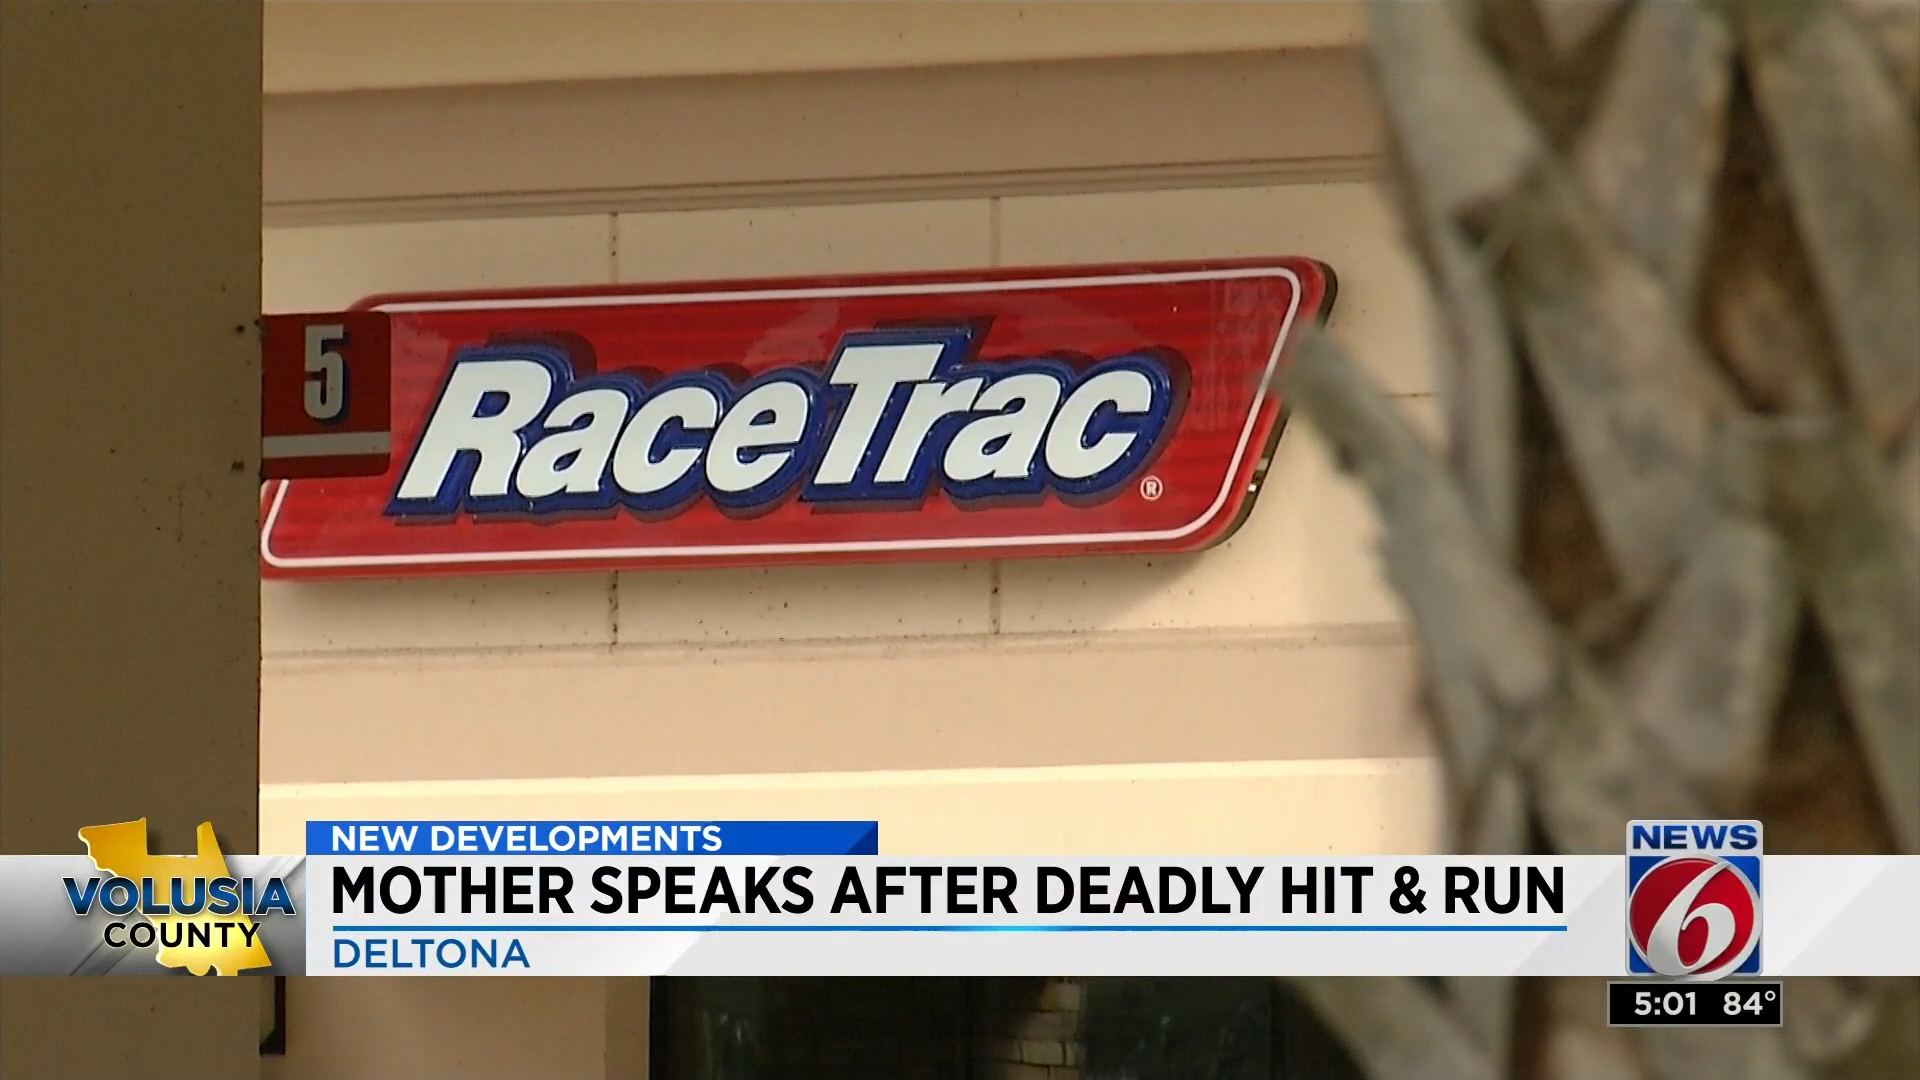 5
RaceTrac®
NEW DEVELOPMENTS
MOTHER SPEAKS AFTER DEADLY HIT & RUN
DELTONA
VOLUSIA
COUNTY
NEWS
6
5:01 84°